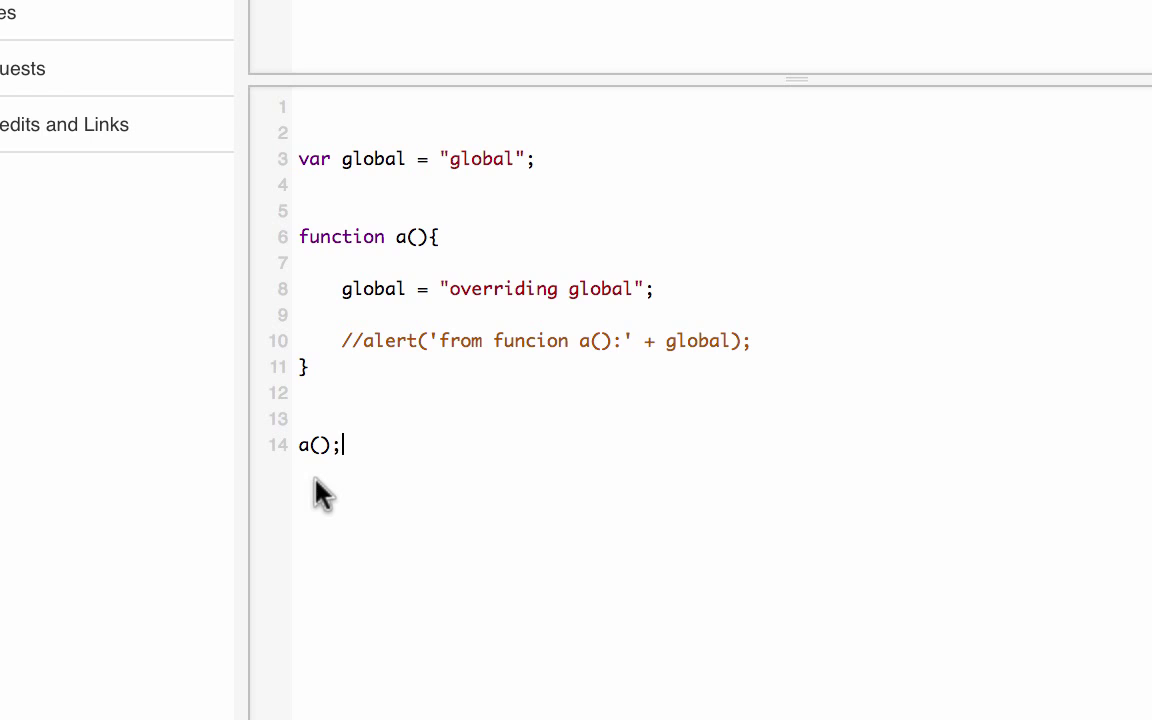 es
uests
edits and Links
1
2
3 var global = "global";
4
5
6 function a(){
7
8 global = "overriding global";
9
10 //alert('from funcion a():' + global);
11 }
12
13
14 a();